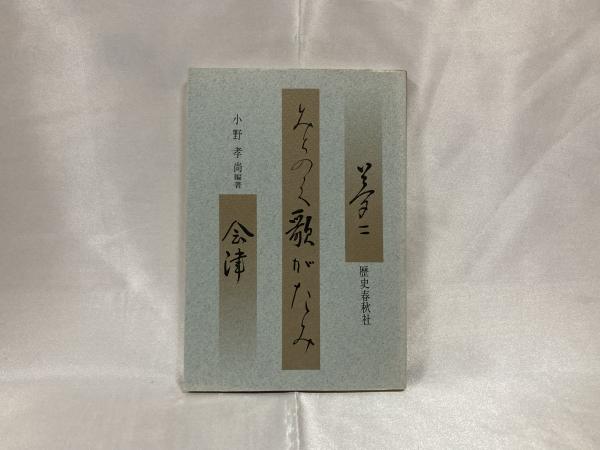 夢二
歴史春秋社
みちのく歌がたみ
小野孝尚編著
会津